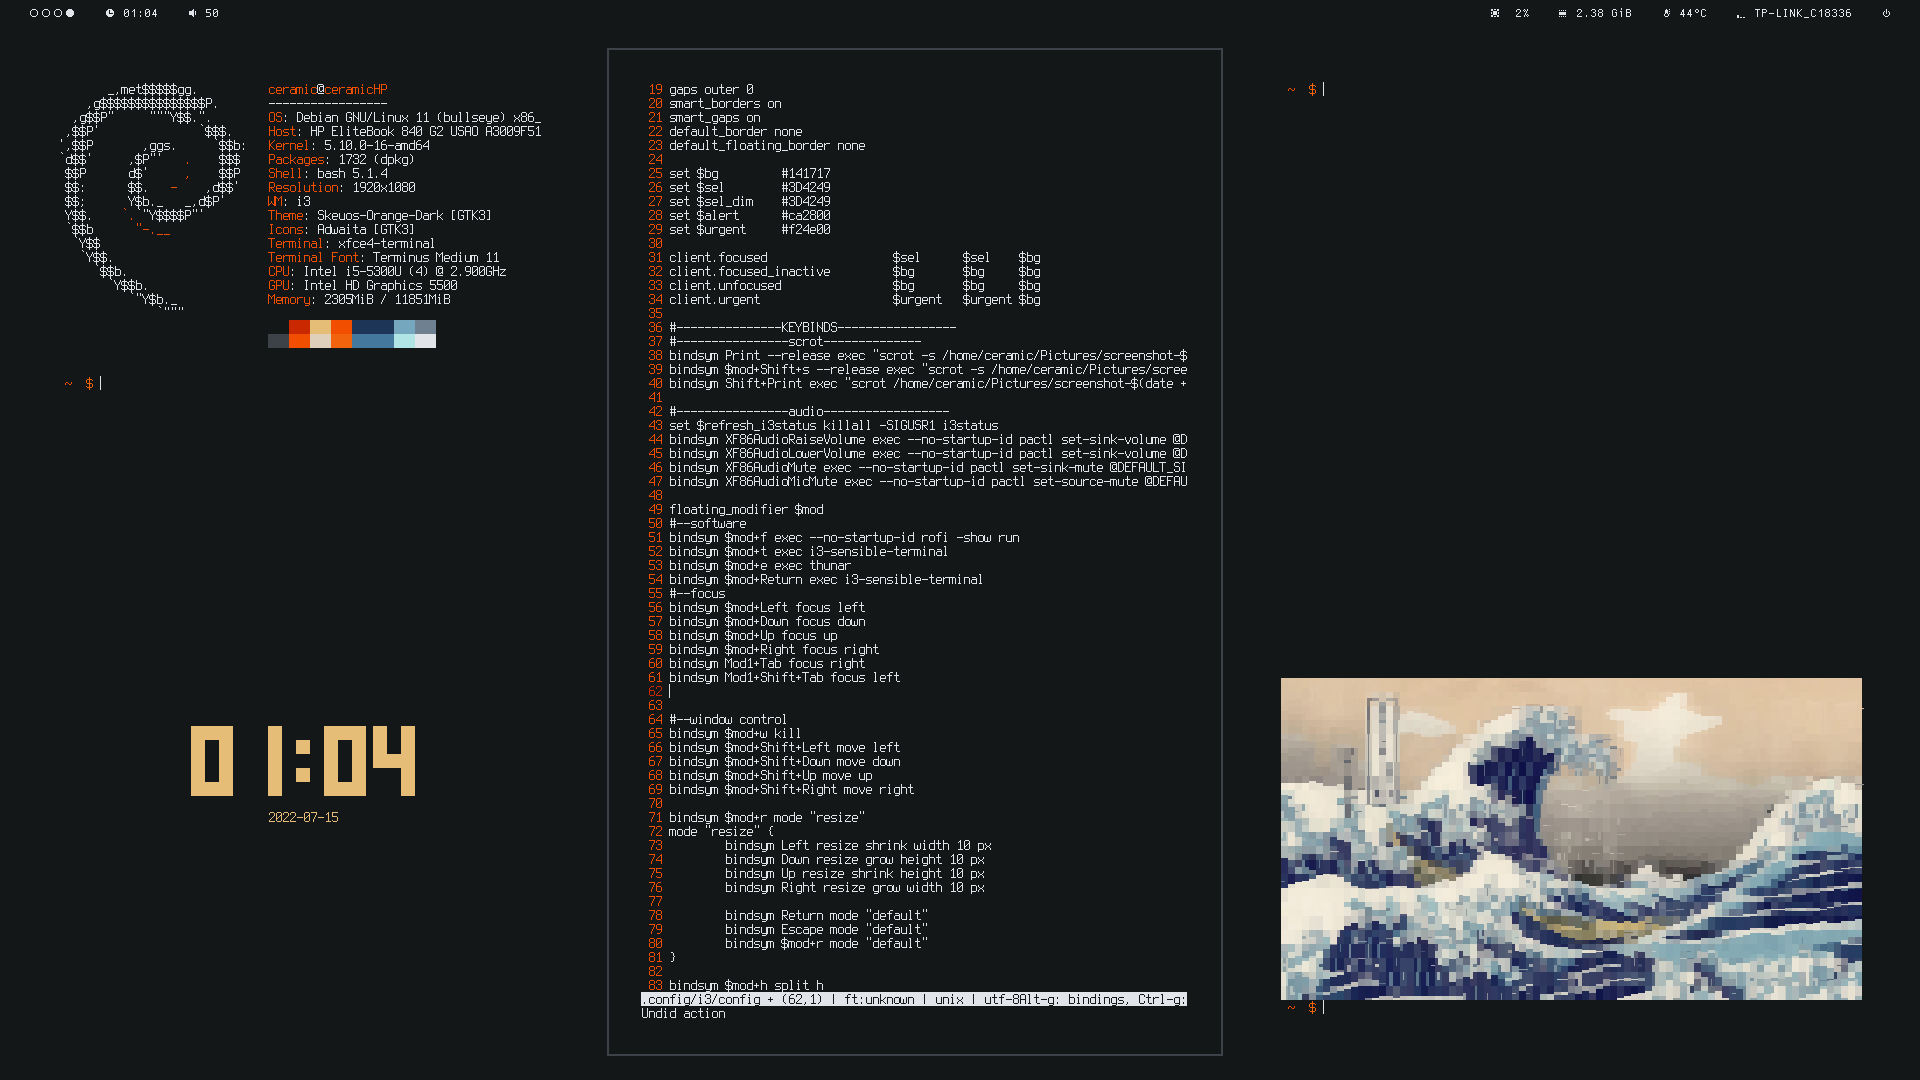 01:04
50
2%
2.38 GiB
44°C
TP-LINK_C18336
_,met$$$$$gg.
,g$$$$$$$$$$$$$$$P.
,g$$P"     """Y$$.".
,$$P'              `$$$.
',$$P       ,ggs.     `$$b:
`d$$'     ,$P"'   .    $$$
$$P      d$'     ,    $$P
$$:      $$.   -    ,d$$'
$$;      Y$b._   _,d$P'
Y$$.    `.`"Y$$$$P"'
`$$b      "-.__
`Y$$
`Y$$.
`$$b.
`Y$$b.
`"Y$b._
`"""
ceramic@ceramicHP
-----------------
OS: Debian GNU/Linux 11 (bullseye) x86_
Host: HP EliteBook 840 G2 USAO A3009F51
Kernel: 5.10.0-16-amd64
Packages: 1732 (dpkg)
Shell: bash 5.1.4
Resolution: 1920x1080
WM: i3
Theme: Skeuos-Orange-Dark [GTK3]
Icons: Adwaita [GTK3]
Terminal: xfce4-terminal
Terminal Font: Terminus Medium 11
CPU: Intel i5-5300U (4) @ 2.900GHz
GPU: Intel HD Graphics 5500
Memory: 2305MiB / 11851MiB
~ $
01:04
2022-07-15
19 gaps outer 0
20 smart_borders on
21 smart_gaps on
22 default_border none
23 default_floating_border none
24
25 set $bg         #141717
26 set $sel        #3D4249
27 set $sel_dim    #3D4249
28 set $alert      #ca2800
29 set $urgent     #f24e00
30
31 client.focused                  $sel      $sel    $bg
32 client.focused_inactive         $bg       $bg     $bg
33 client.unfocused                $bg       $bg     $bg
34 client.urgent                   $urgent   $urgent $bg
35
36 #---------------KEYBINDS-----------------
37 #----------------scrot--------------
38 bindsym Print --release exec "scrot -s /home/ceramic/Pictures/screenshot-$
39 bindsym $mod+Shift+s --release exec "scrot -s /home/ceramic/Pictures/scree
40 bindsym Shift+Print exec "scrot /home/ceramic/Pictures/screenshot-$(date +
41
42 #----------------audio------------------
43 set $refresh_i3status killall -SIGUSR1 i3status
44 bindsym XF86AudioRaiseVolume exec --no-startup-id pactl set-sink-volume @D
45 bindsym XF86AudioLowerVolume exec --no-startup-id pactl set-sink-volume @D
46 bindsym XF86AudioMute exec --no-startup-id pactl set-sink-mute @DEFAULT_SI
47 bindsym XF86AudioMicMute exec --no-startup-id pactl set-source-mute @DEFAU
48
49 floating_modifier $mod
50 #--software
51 bindsym $mod+f exec --no-startup-id rofi -show run
52 bindsym $mod+t exec i3-sensible-terminal
53 bindsym $mod+e exec thunar
54 bindsym $mod+Return exec i3-sensible-terminal
55 #--focus
56 bindsym $mod+Left focus left
57 bindsym $mod+Down focus down
58 bindsym $mod+Up focus up
59 bindsym $mod+Right focus right
60 bindsym Mod1+Tab focus right
61 bindsym Mod1+Shift+Tab focus left
62
63
64 #--window control
65 bindsym $mod+w kill
66 bindsym $mod+Shift+Left move left
67 bindsym $mod+Shift+Down move down
68 bindsym $mod+Shift+Up move up
69 bindsym $mod+Shift+Right move right
70
71 bindsym $mod+r mode "resize"
72 mode "resize" {
73         bindsym Left resize shrink width 10 px
74         bindsym Down resize grow height 10 px
75         bindsym Up resize shrink height 10 px
76         bindsym Right resize grow width 10 px
77
78         bindsym Return mode "default"
79         bindsym Escape mode "default"
80         bindsym $mod+r mode "default"
81 }
82
83 bindsym $mod+h split h
.config/i3/config + (62,1) | ft:unknown | unix | utf-8Alt-g: bindings, Ctrl-g:
Undid action
~ $
~ $